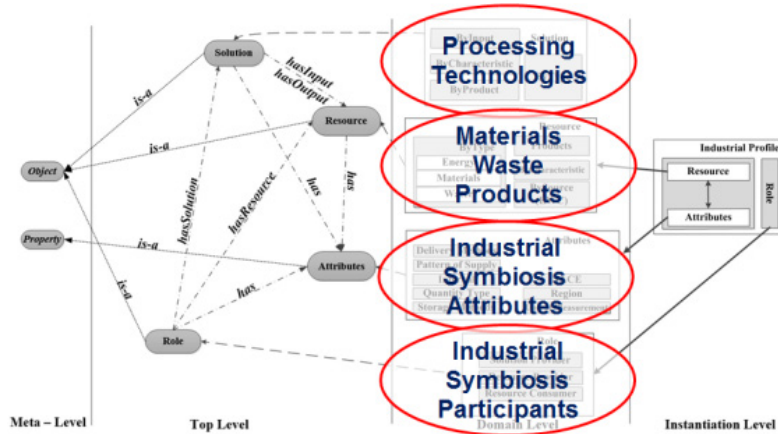 Solution
hasInput
hasOutput
is-a
Resource
is-a
Object
has
has
hasSolution
hasResource
Property
is-a
Attributes
has
is-a
Role
ByInput
Solution
ByCharacteristic
ByProduct
Processing
Technologies
Resource
ByType
Products
Energy
Materials
Materials
Waste
Products
Attributes
Pattern of Supply
Quantity Type
Region
Industrial
Symbiosis
Attributes
Role
Solution Provider
Resource Consumer
Industrial
Symbiosis
Participants
Industrial Profile
Resource
Attributes
Role
Meta – Level
Top Level
Domain Level
Instantiation Level